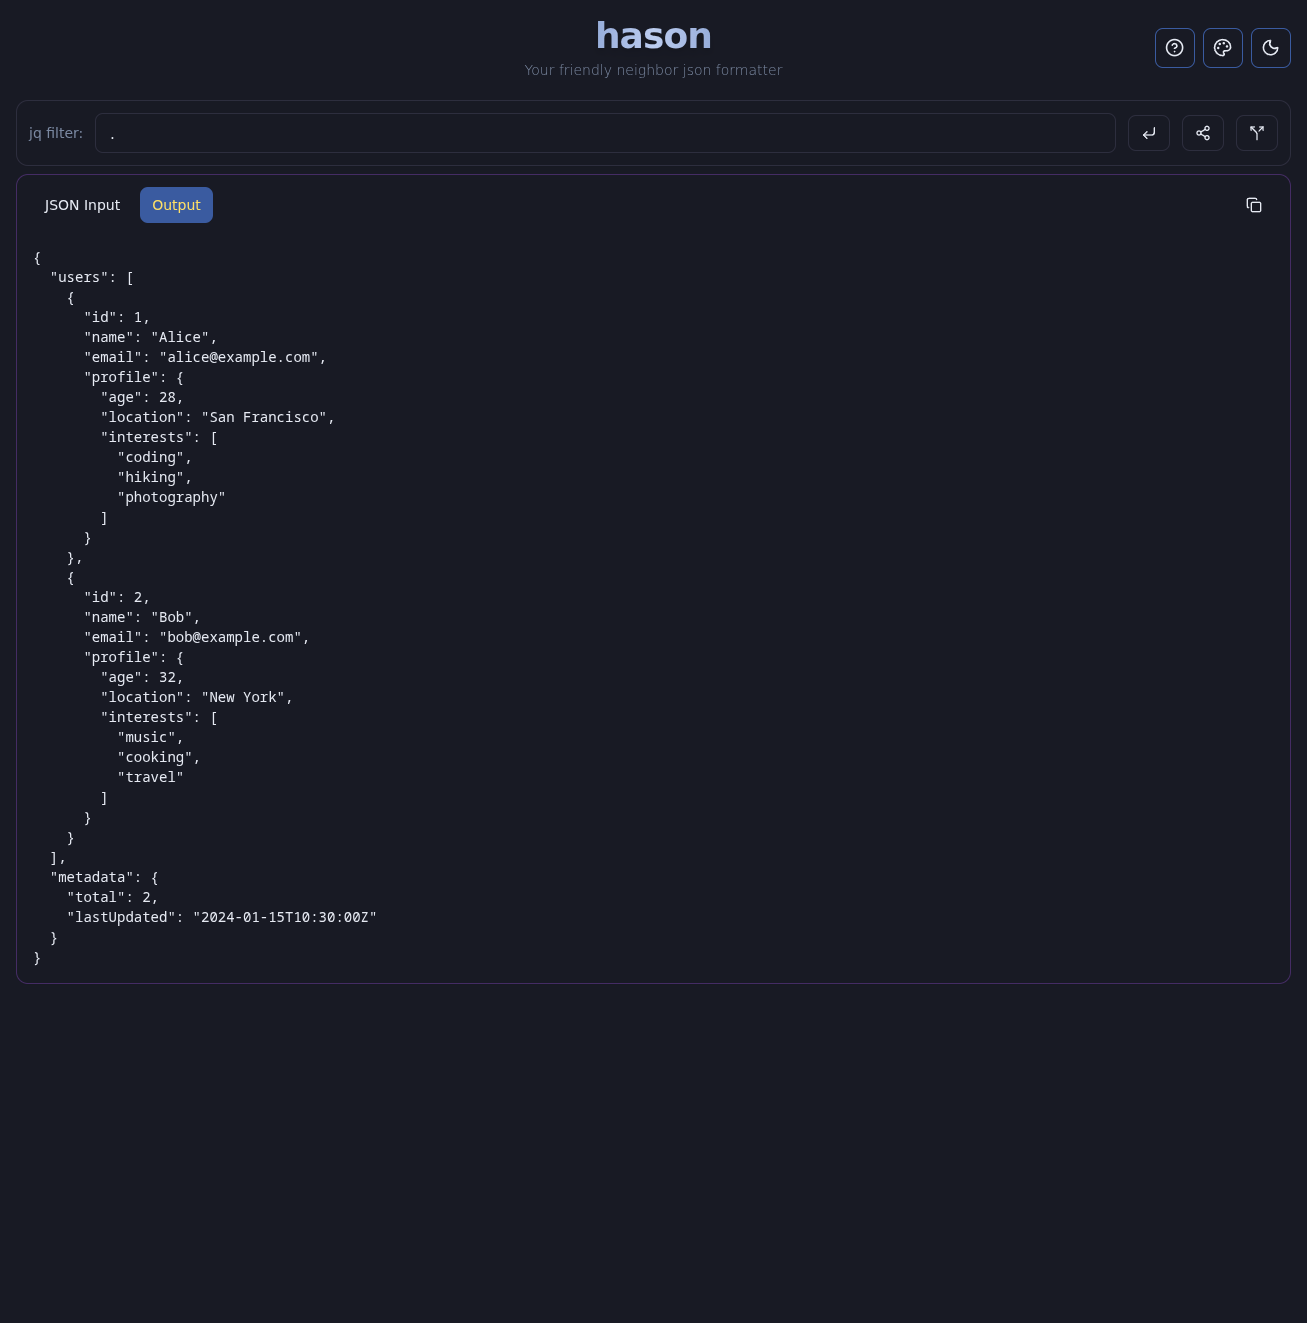 hason
Your friendly neighbor json formatter
jq filter:
.
JSON Input
Output
{
  "users": [
    {
      "id": 1,
      "name": "Alice",
      "email": "alice@example.com",
      "profile": {
        "age": 28,
        "location": "San Francisco",
        "interests": [
          "coding",
          "hiking",
          "photography"
        ]
      }
    },
    {
      "id": 2,
      "name": "Bob",
      "email": "bob@example.com",
      "profile": {
        "age": 32,
        "location": "New York",
        "interests": [
          "music",
          "cooking",
          "travel"
        ]
      }
    }
  ],
  "metadata": {
    "total": 2,
    "lastUpdated": "2024-01-15T10:30:00Z"
  }
}